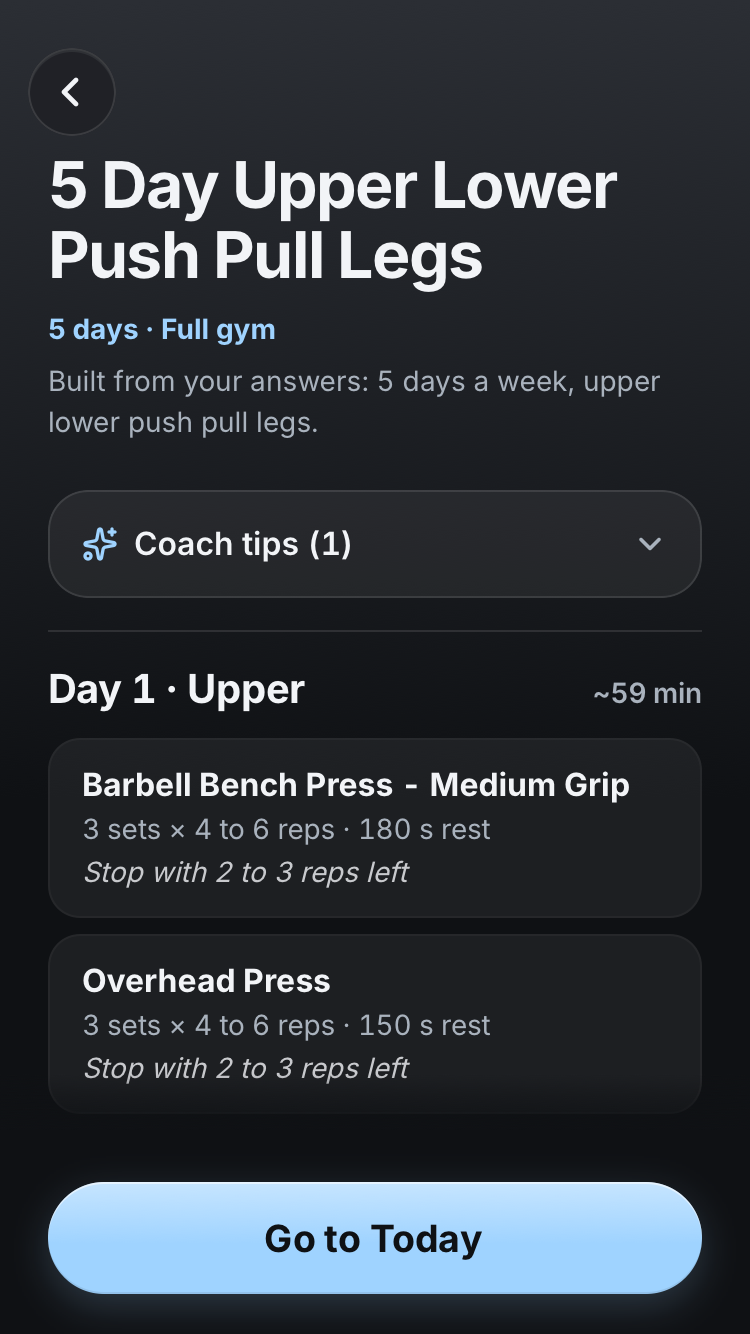 5 Day Upper Lower
Push Pull Legs
5 days · Full gym
Built from your answers: 5 days a week, upper
lower push pull legs.
Coach tips (1)
Day 1 · Upper
~59 min
Barbell Bench Press - Medium Grip
3 sets × 4 to 6 reps · 180 s rest
Stop with 2 to 3 reps left
Overhead Press
3 sets × 4 to 6 reps · 150 s rest
Stop with 2 to 3 reps left
Go to Today